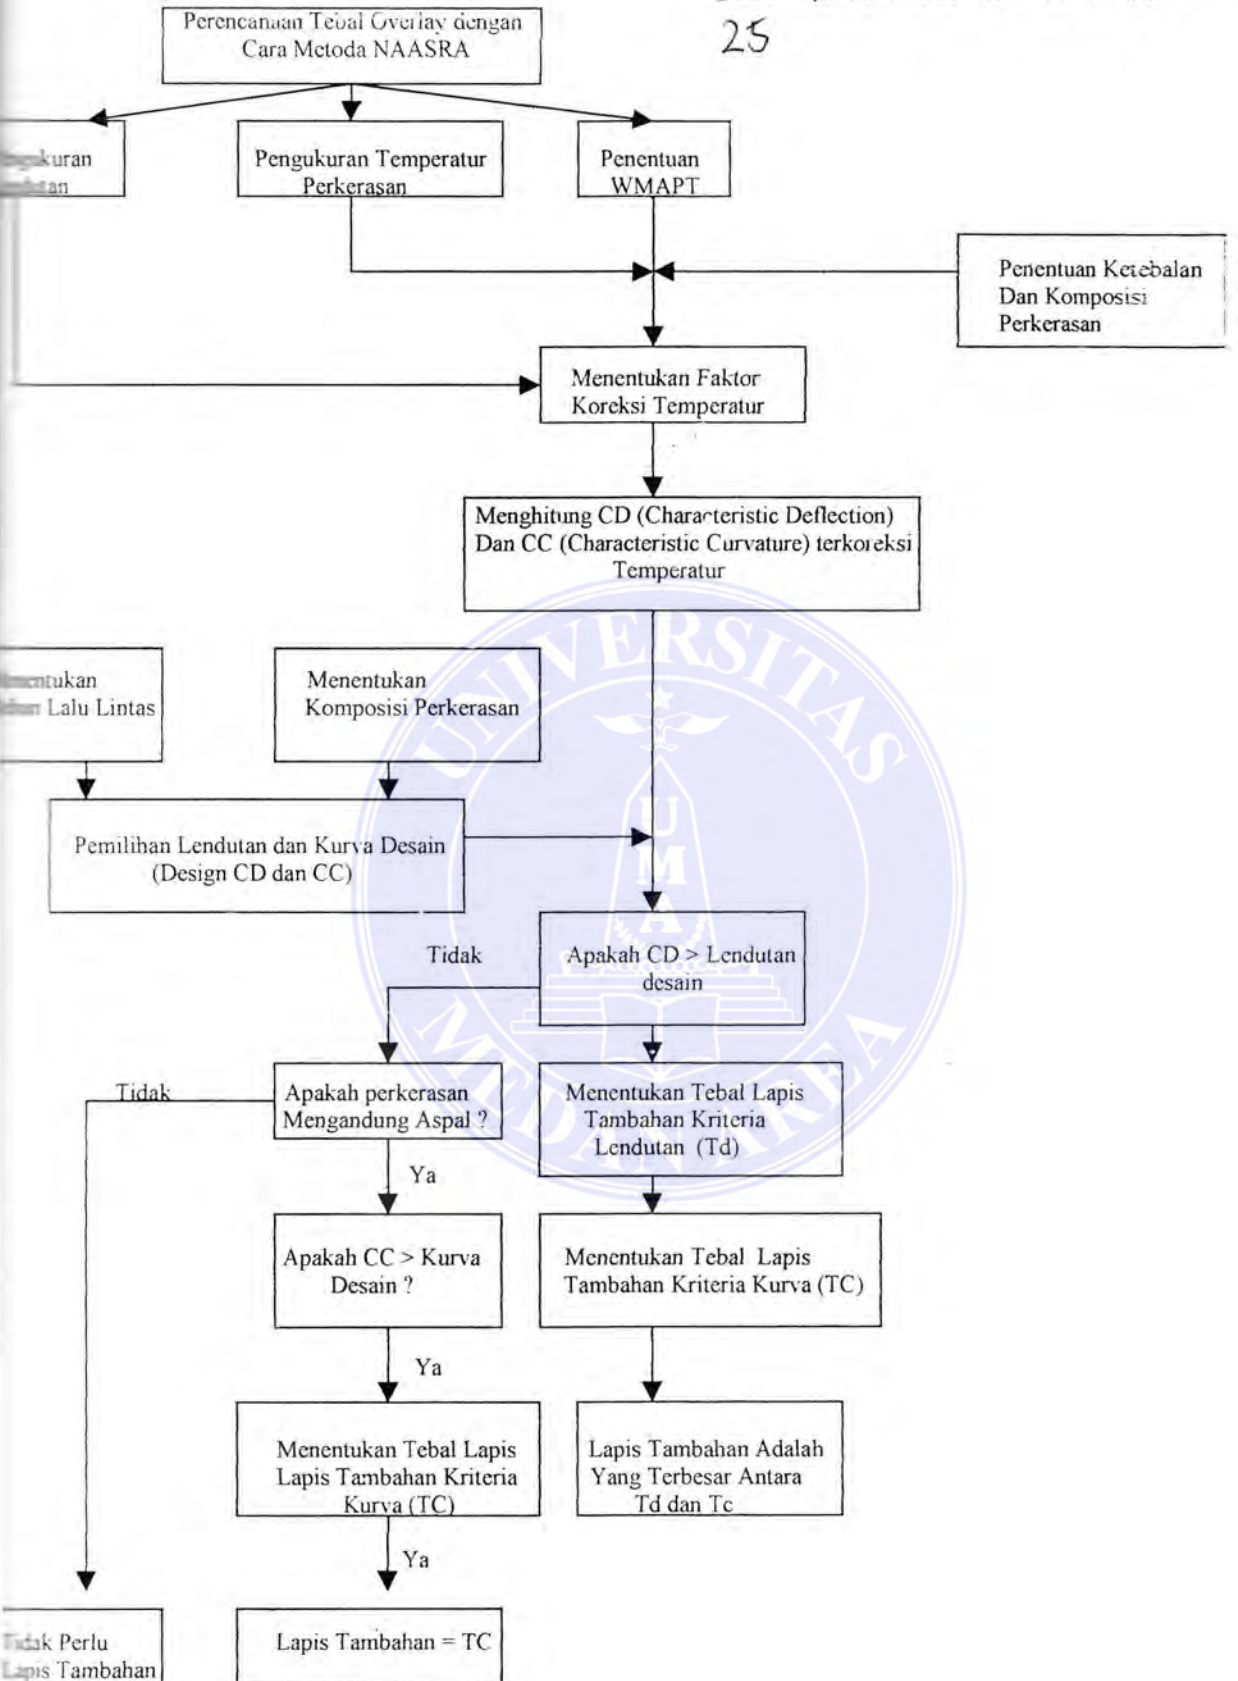 Perencanaan Tebal Overlay dengan
Cara Metoda NAASRA
25
Pengukuran Temperatur
Perkerasan
Penentuan
WMAPT
Penentuan Ketebalan
Dan Komposisi
Perkerasan
Menentukan Faktor
Koreksi Temperatur
Menghitung CD (Characteristic Deflection)
Dan CC (Characteristic Curvature) terkoreksi
Temperatur
Lalu Lintas
Menentukan
Komposisi Perkerasan
Pemilihan Lendutan dan Kurva Desain
(Design CD dan CC)
Tidak
Apakah CD > Lendutan
desain
Tidak
Apakah perkerasan
Mengandung Aspal ?
Menentukan Tebal Lapis
Tambahan Kriteria
Lendutan (Td)
Ya
Apakah CC > Kurva
Desain ?
Menentukan Tebal Lapis
Tambahan Kriteria Kurva (TC)
Ya
Menentukan Tebal Lapis
Lapis Tambahan Kriteria
Kurva (TC)
Lapis Tambahan Adalah
Yang Terbesar Antara
Td dan Tc
Ya
Tidak Perlu
Lapis Tambahan
Lapis Tambahan = TC
UNIVERSITAS
UMA
MEDAN AREA